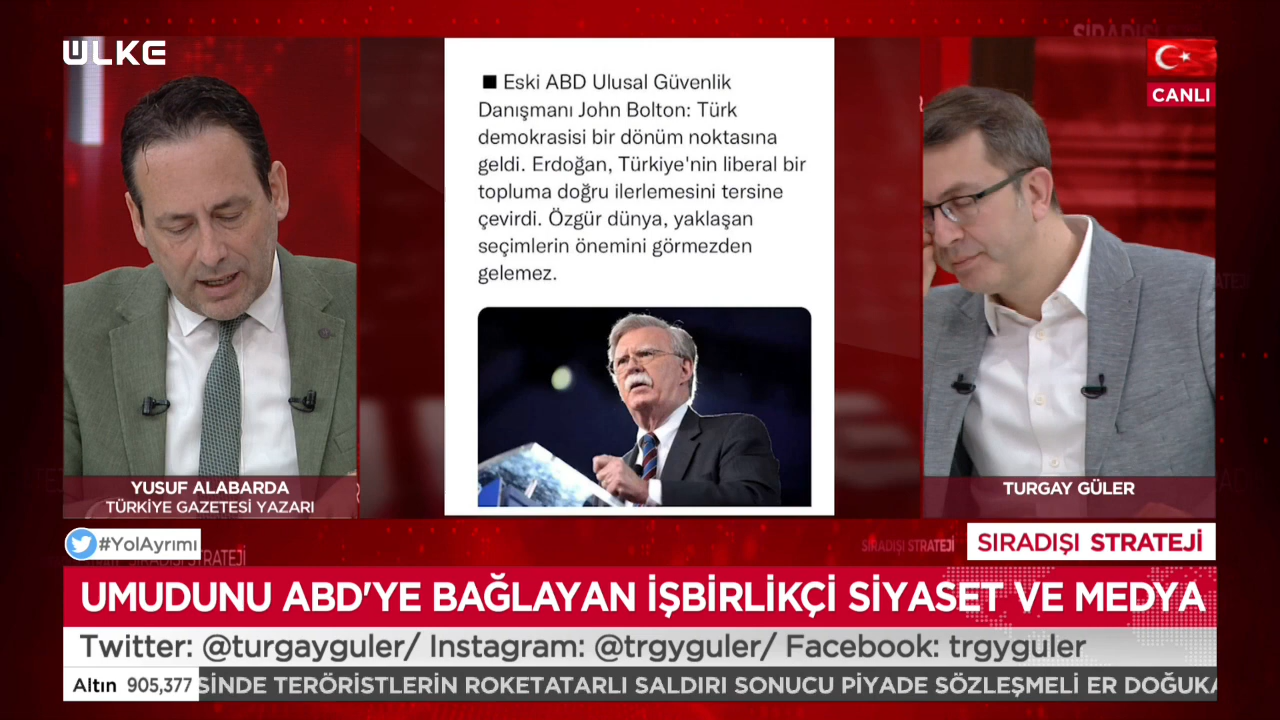 ÜLKE
■ Eski ABD Ulusal Güvenlik
Danışmanı John Bolton: Türk
demokrasisi bir dönüm noktasına
geldi. Erdoğan, Türkiye'nin liberal bir
topluma doğru ilerlemesini tersine
çevirdi. Özgür dünya, yaklaşan
seçimlerin önemini görmezden
gelemez.
CANLI
YUSUF ALABARDA
TÜRKİYE GAZETESİ YAZARI
TURGAY GÜLER
#YolAyrımı
SIRADIŞI STRATEJİ
SIRADIŞI STRATEJİ
UMUDUNU ABD'YE BAĞLAYAN İŞBİRLİKÇİ SİYASET VE MEDYA
Twitter: @turgayguler/ Instagram: @trgyguler/ Facebook: trgyguler
Altın 905,377 SİNDE TERÖRİSTLERİN ROKETATARLI SALDIRI SONUCU PİYADE SÖZLEŞMELİ ER DOĞUKA